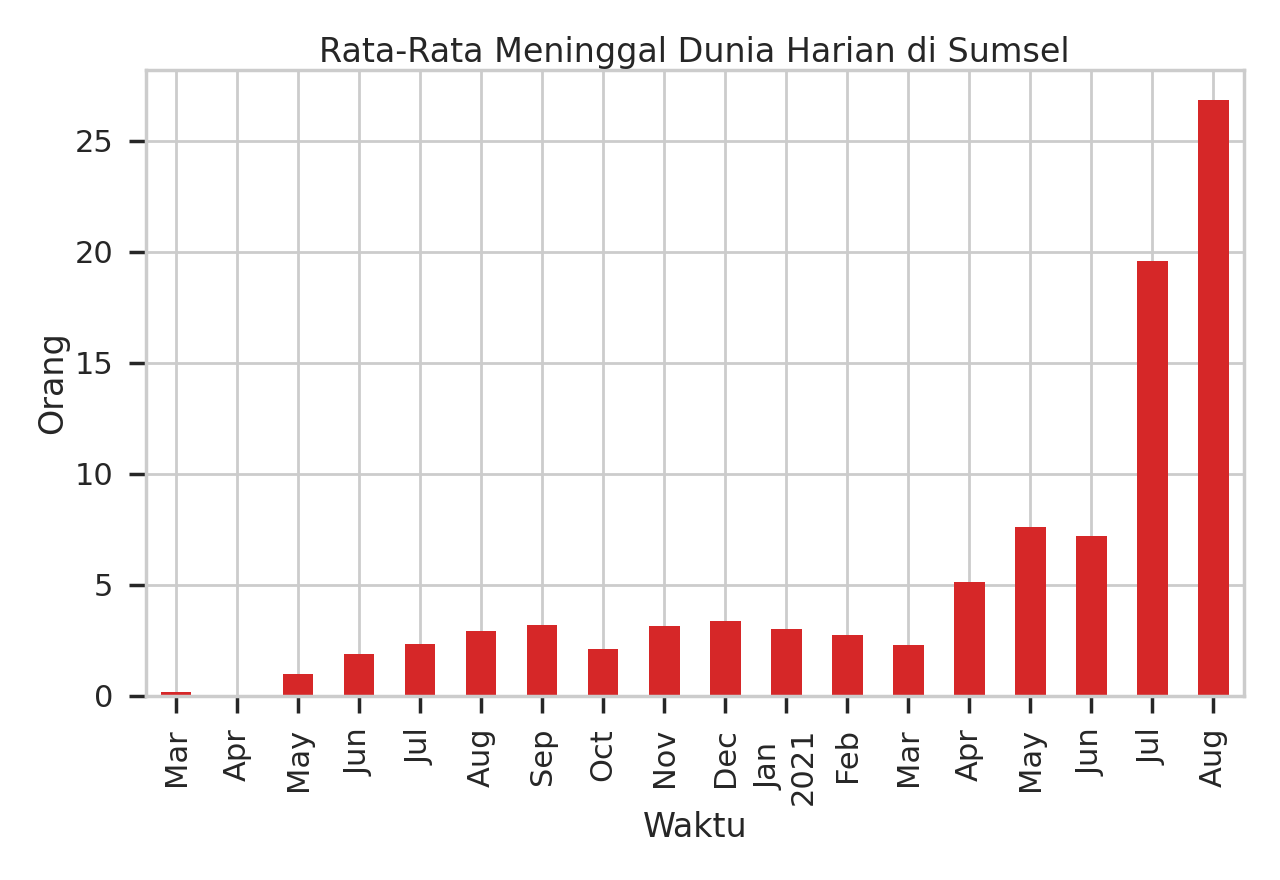 Rata-Rata Meninggal Dunia Harian di Sumsel
Orang
25
20
15
10
5
0
Mar
Apr
May
Jun
Jul
Aug
Sep
Oct
Nov
Dec
Jan
2021
Feb
Mar
Apr
May
Jun
Jul
Aug
Waktu